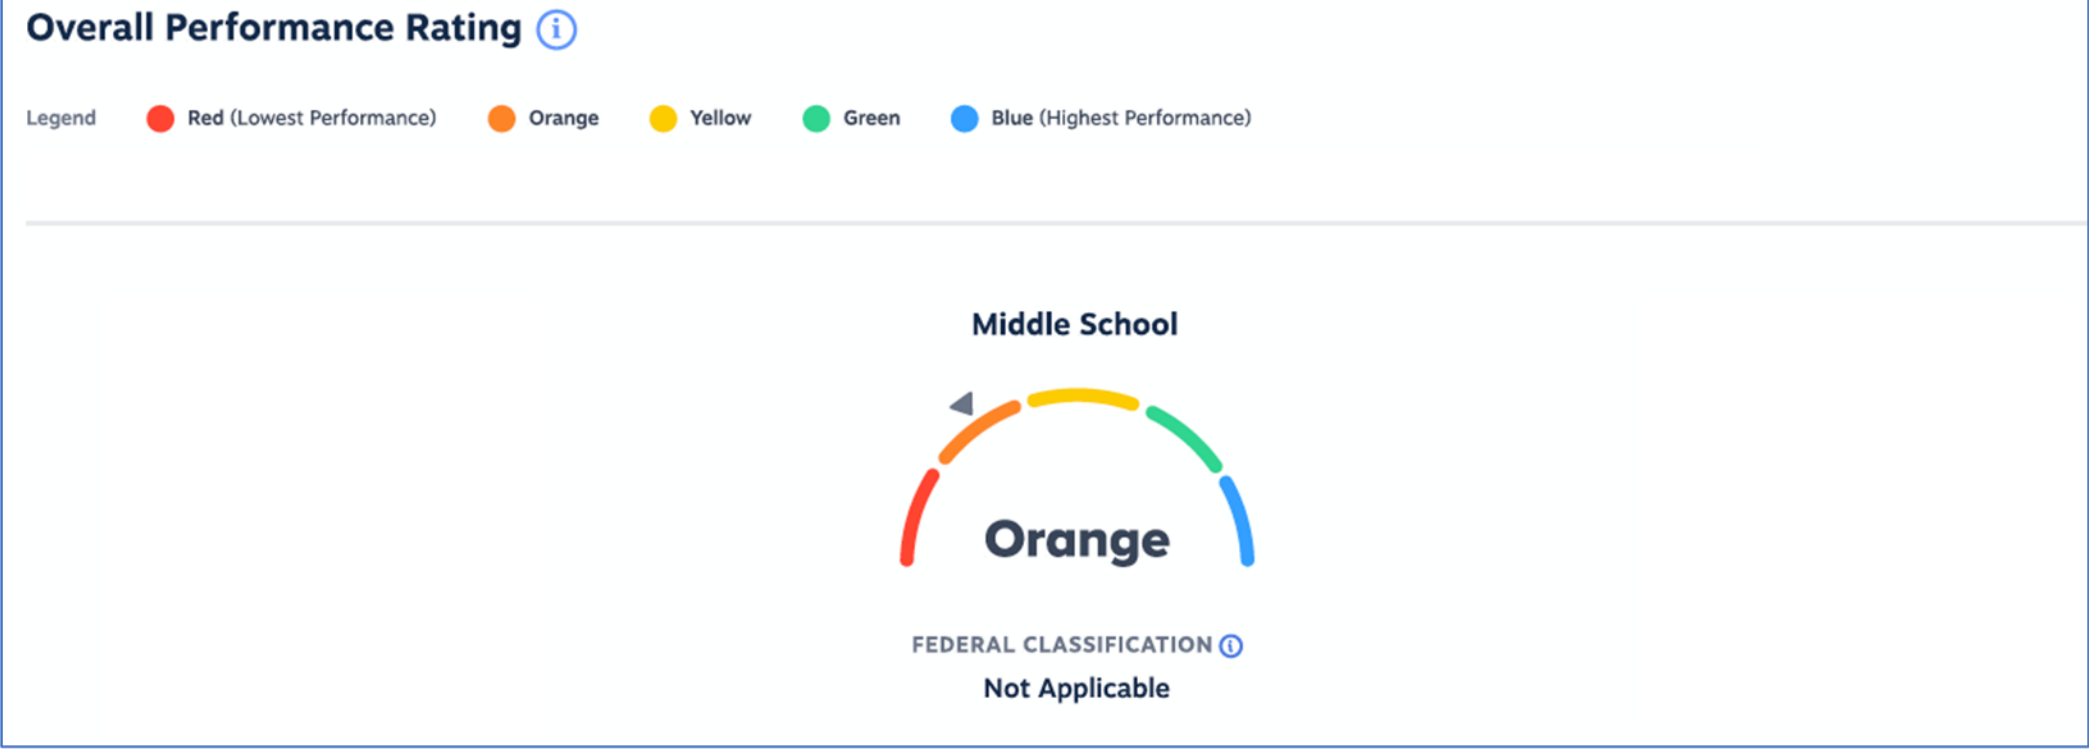 Overall Performance Rating
Legend Red (Lowest Performance) Orange Yellow Green Blue (Highest Performance)
Middle School
Orange
FEDERAL CLASSIFICATION
Not Applicable